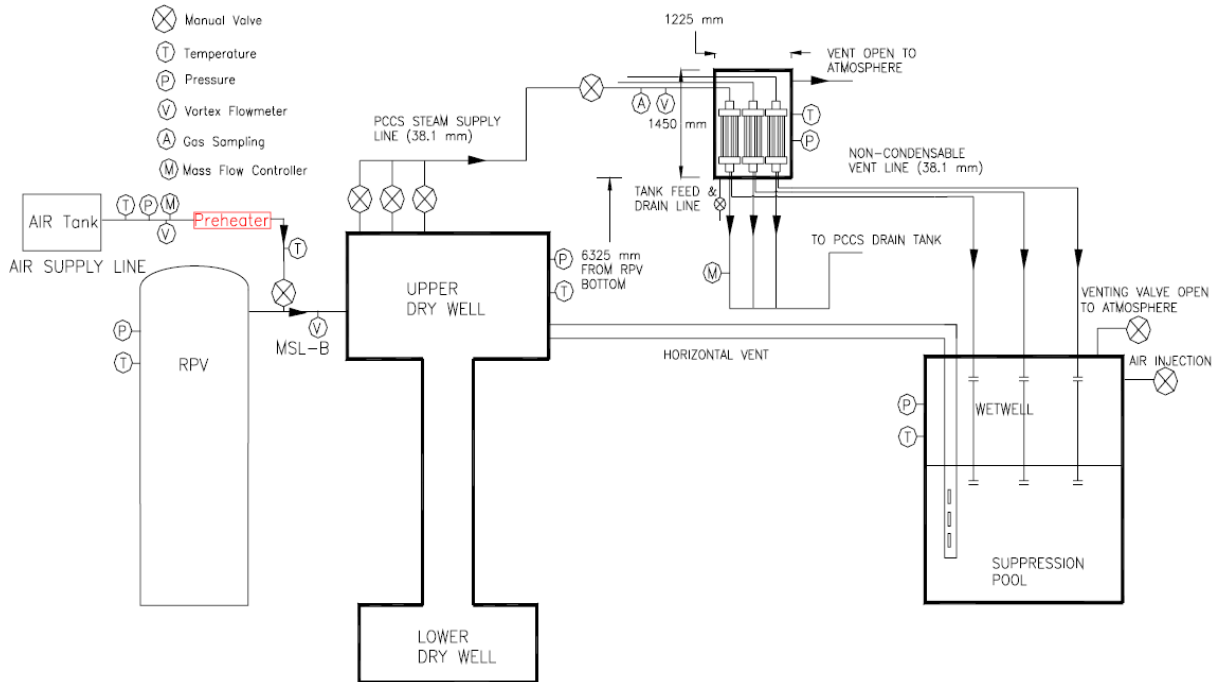 Manual Valve
T Temperature
P Pressure
V Vortex Flowmeter
A Gas Sampling
M Mass Flow Controller
1225 mm
VENT OPEN TO
ATMOSPHERE
PCCS STEAM SUPPLY
LINE (38.1 mm)
A V
1450 mm
T
P
NON-CONDENSABLE
VENT LINE (38.1 mm)
TANK FEED &
DRAIN LINE
AIR Tank
T P M
V
Preheater
T
AIR SUPPLY LINE
6325 mm
FROM RPV
BOTTOM
TO PCCS DRAIN TANK
M
P
T
UPPER
DRY WELL
V
MSL-B
P
T
RPV
HORIZONTAL VENT
VENTING VALVE OPEN
TO ATMOSPHERE
AIR INJECTION
P
T
WETWELL
SUPPRESSION
POOL
LOWER
DRY WELL